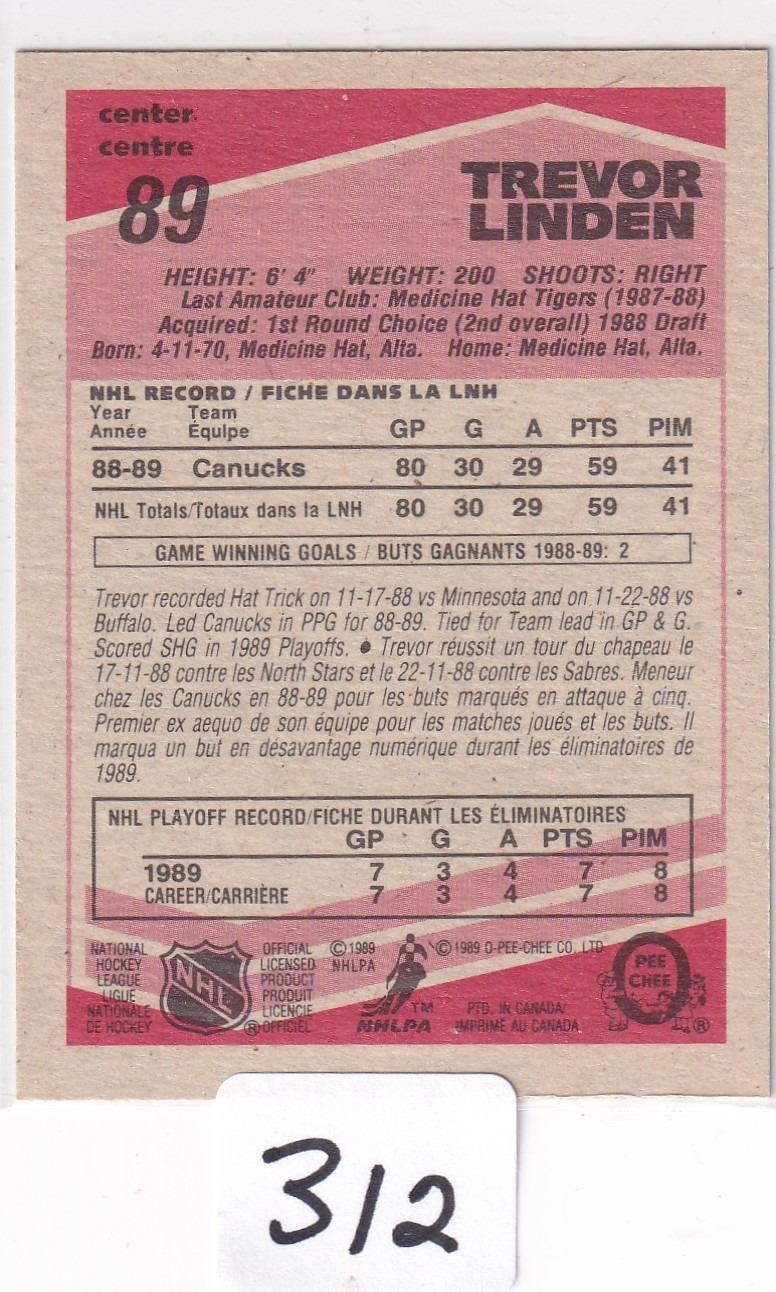 center
centre
89
TREVOR
LINDEN
HEIGHT: 6' 4" WEIGHT: 200 SHOOTS: RIGHT
Last Amateur Club: Medicine Hat Tigers (1987-88)
Acquired: 1st Round Choice (2nd overall) 1988 Draft
Born: 4-11-70, Medicine Hat, Alta. Home: Medicine Hat, Alta.
NHL RECORD / FICHE DANS LA LNH
Year Team
Année Équipe GP G A PTS PIM
88-89 Canucks 80 30 29 59 41
NHL Totals/Totaux dans la LNH 80 30 29 59 41
GAME WINNING GOALS / BUTS GAGNANTS 1988-89: 2
Trevor recorded Hat Trick on 11-17-88 vs Minnesota and on 11-22-88 vs
Buffalo. Led Canucks in PPG for 88-89. Tied for Team lead in GP & G.
Scored SHG in 1989 Playoffs. ● Trevor réussit un tour du chapeau le
17-11-88 contre les North Stars et le 22-11-88 contre les Sabres. Meneur
chez les Canucks en 88-89 pour les buts marqués en attaque à cinq.
Premier ex aequo de son équipe pour les matches joués et les buts. Il
marqua un but en désavantage numérique durant les éliminatoires de
1989.
NHL PLAYOFF RECORD/FICHE DURANT LES ÉLIMINATOIRES
GP G A PTS PIM
1989 7 3 4 7 8
CAREER/CARRIÈRE 7 3 4 7 8
NATIONAL
HOCKEY
LEAGUE
LIGUE
NATIONALE
DE HOCKEY
NHL
®
OFFICIAL
LICENSED
PRODUCT
PRODUIT
LICENCIE
OFFICIEL
©1989
NHLPA
TM
NHLPA
©1989 O-PEE-CHEE CO. LTD.
PTD. IN CANADA/
IMPRIMÉ AU CANADA
O
PEE
CHEE
®
312